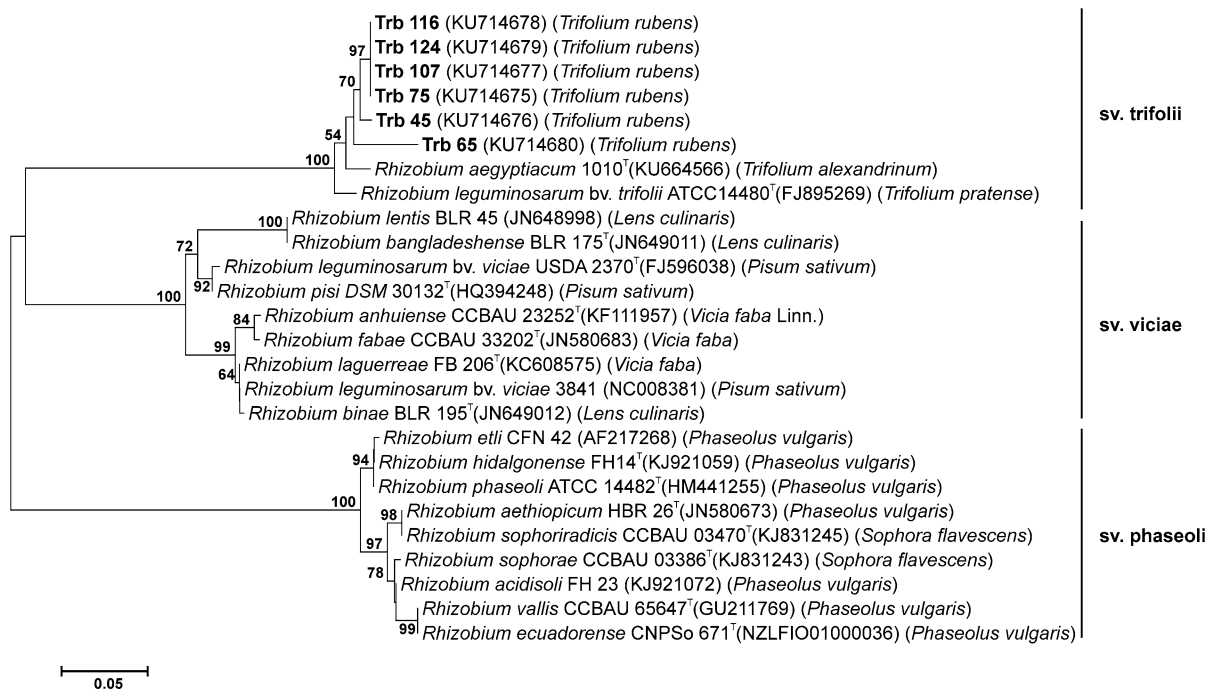 Trb 116 (KU714678) (Trifolium rubens)
97
Trb 124 (KU714679) (Trifolium rubens)
Trb 107 (KU714677) (Trifolium rubens)
70
Trb 75 (KU714675) (Trifolium rubens)
Trb 45 (KU714676) (Trifolium rubens)
sv. trifolii
54
Trb 65 (KU714680) (Trifolium rubens)
100
Rhizobium aegyptiacum 1010T(KU664566) (Trifolium alexandrinum)
Rhizobium leguminosarum bv. trifolii ATCC14480T(FJ895269) (Trifolium pratense)
100
Rhizobium lentis BLR 45 (JN648998) (Lens culinaris)
72
Rhizobium bangladeshense BLR 175T(JN649011) (Lens culinaris)
Rhizobium leguminosarum bv. viciae USDA 2370T(FJ596038) (Pisum sativum)
92
Rhizobium pisi DSM 30132T(HQ394248) (Pisum sativum)
100
84
Rhizobium anhuiense CCBAU 23252T(KF111957) (Vicia faba Linn.)
sv. viciae
Rhizobium fabae CCBAU 33202T(JN580683) (Vicia faba)
99
Rhizobium laguerreae FB 206T(KC608575) (Vicia faba)
64
Rhizobium leguminosarum bv. viciae 3841 (NC008381) (Pisum sativum)
Rhizobium binae BLR 195T(JN649012) (Lens culinaris)
Rhizobium etli CFN 42 (AF217268) (Phaseolus vulgaris)
94
Rhizobium hidalgonense FH14T(KJ921059) (Phaseolus vulgaris)
Rhizobium phaseoli ATCC 14482T(HM441255) (Phaseolus vulgaris)
100
98
Rhizobium aethiopicum HBR 26T(JN580673) (Phaseolus vulgaris)
Rhizobium sophoriradicis CCBAU 03470T(KJ831245) (Sophora flavescens)
sv. phaseoli
97
Rhizobium sophorae CCBAU 03386T(KJ831243) (Sophora flavescens)
78
Rhizobium acidisoli FH 23 (KJ921072) (Phaseolus vulgaris)
Rhizobium vallis CCBAU 65647T(GU211769) (Phaseolus vulgaris)
99
Rhizobium ecuadorense CNPSo 671T(NZLFIO01000036) (Phaseolus vulgaris)
0.05